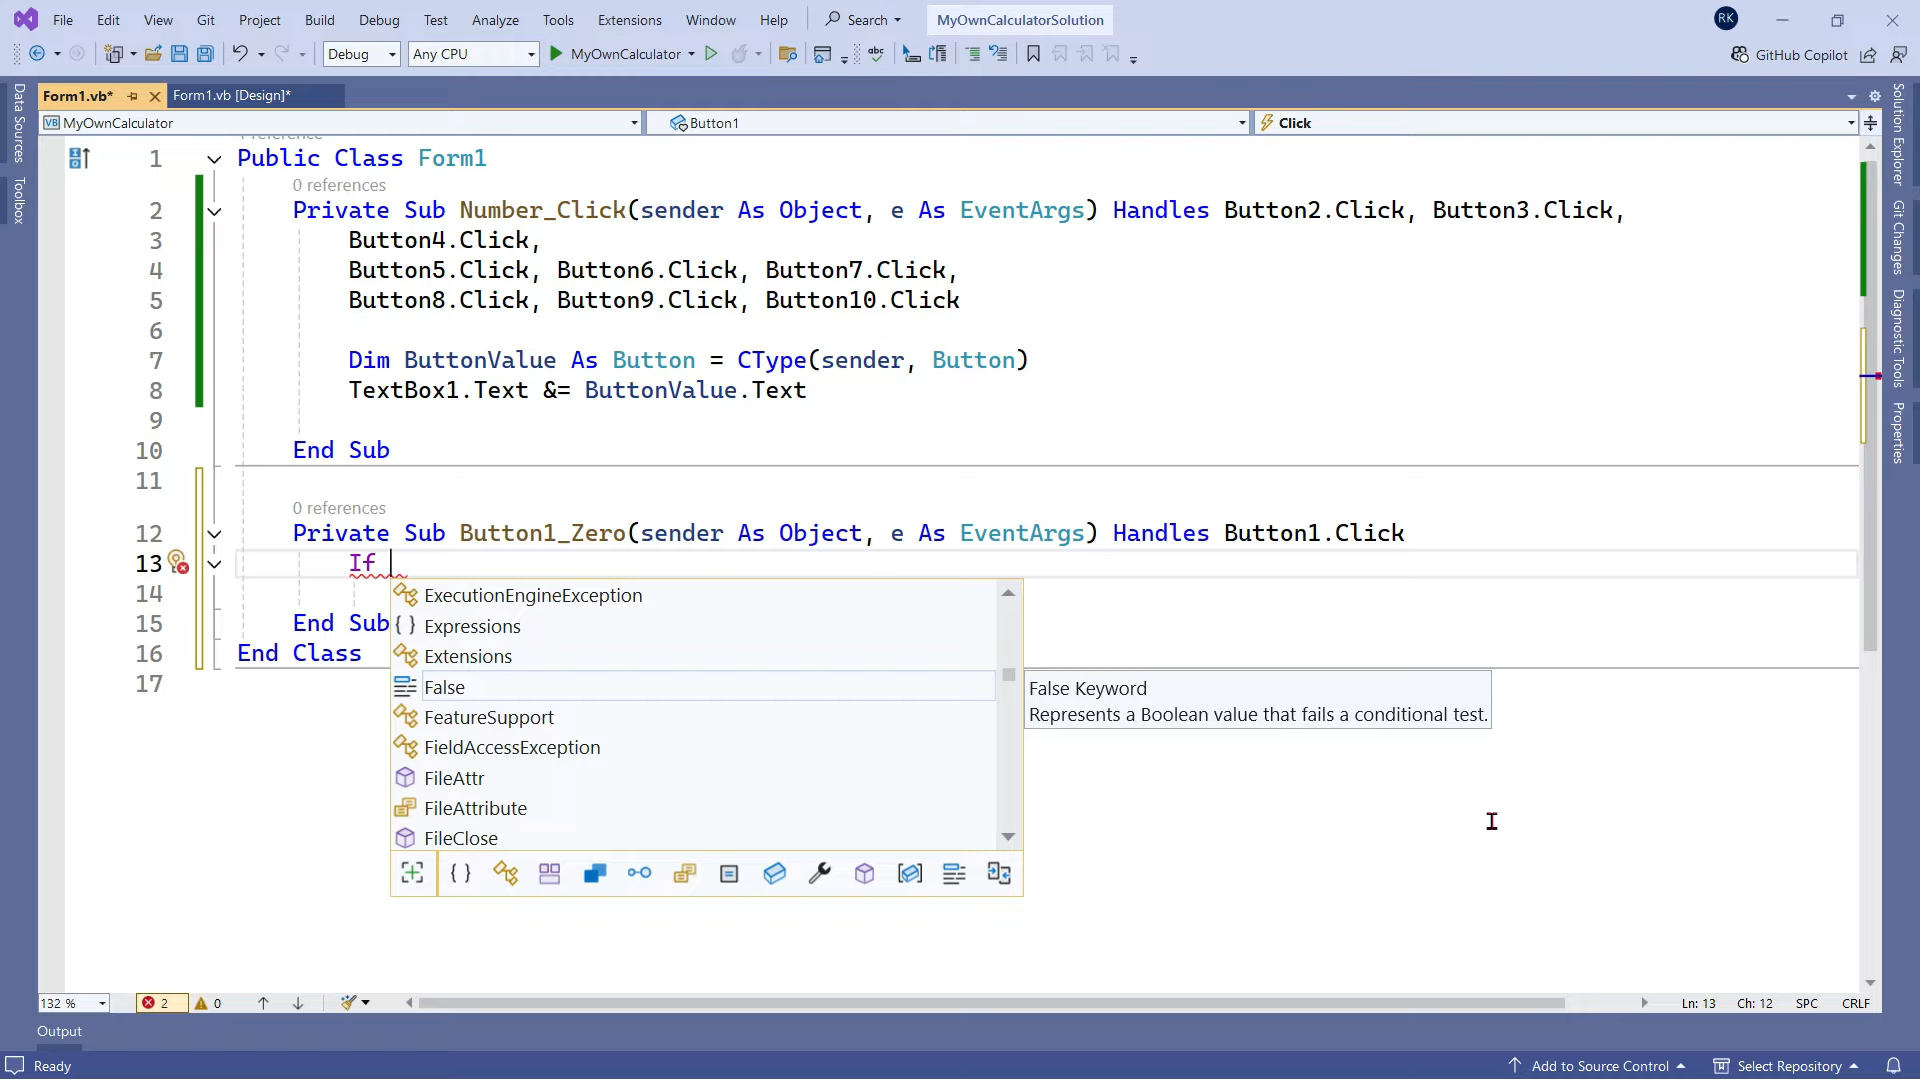 File Edit View Git Project Build Debug Test Analyze Tools Extensions Window Help Search MyOwnCalculatorSolution RK
Debug Any CPU MyOwnCalculator GitHub Copilot
Form1.vb* Form1.vb [Design]*
VB MyOwnCalculator Button1 Click
Data Sources
Toolbox
Solution Explorer
Git Changes
Diagnostic Tools
Properties
1 Public Class Form1
0 references
2 Private Sub Number_Click(sender As Object, e As EventArgs) Handles Button2.Click, Button3.Click,
3 Button4.Click,
4 Button5.Click, Button6.Click, Button7.Click,
5 Button8.Click, Button9.Click, Button10.Click
6
7 Dim ButtonValue As Button = CType(sender, Button)
8 TextBox1.Text &= ButtonValue.Text
9
10 End Sub
11
0 references
12 Private Sub Button1_Zero(sender As Object, e As EventArgs) Handles Button1.Click
13 If
14
15 End Sub
16 End Class
17
ExecutionEngineException
Expressions
Extensions
False
FeatureSupport
FieldAccessException
FileAttr
FileAttribute
FileClose
False Keyword
Represents a Boolean value that fails a conditional test.
132 % 2 0 Ln: 13 Ch: 12 SPC CRLF
Output
Ready Add to Source Control Select Repository